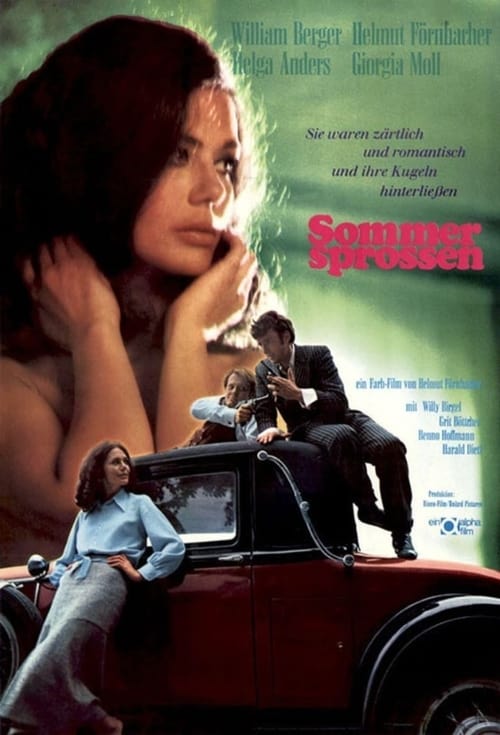 William Berger Helmut Förnbacher
Helga Anders Giorgia Moll
Sie waren zärtlich
und romantisch
und ihre Kugeln
hinterließen
Sommer
sprossen
ein Farb-Film von Helmut Förnbacher
mit Willy Birgel
Grit Böttcher
Benno Hoffmann
Harald Dietl
Produktion:
ein alpha
film